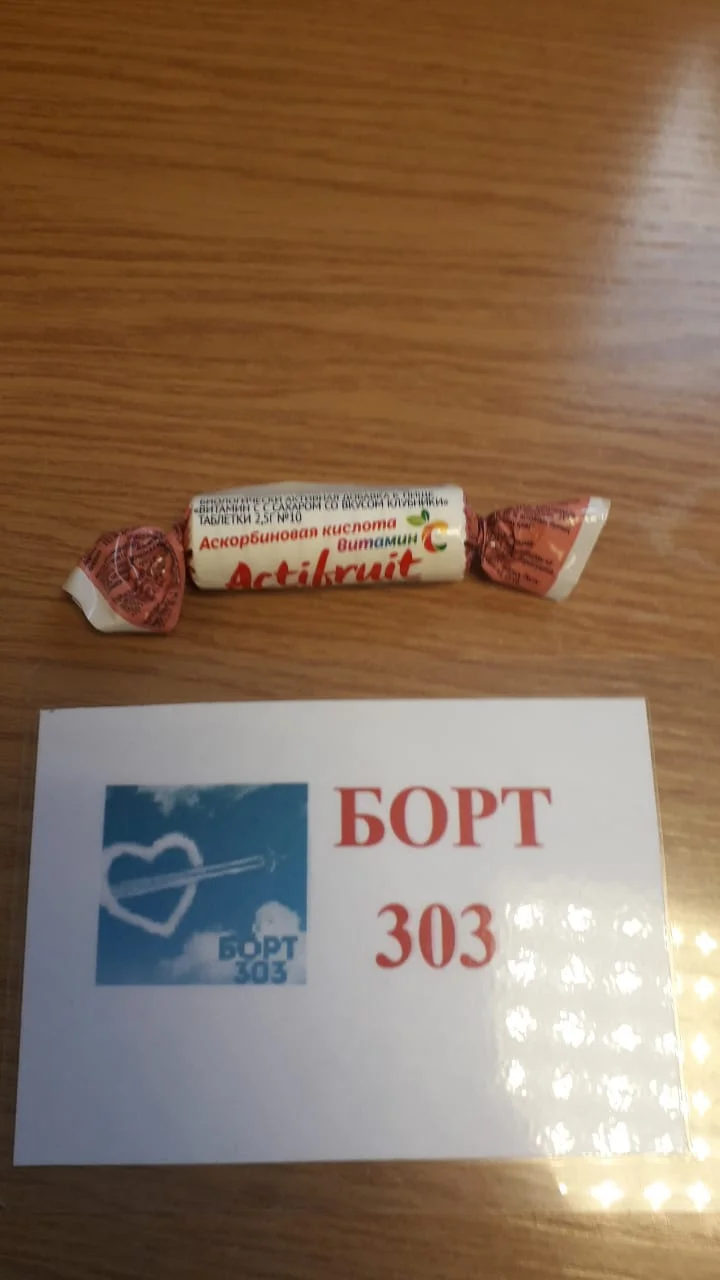 БИОЛОГИЧЕСКИ АКТИВНАЯ ДОБАВКА К ПИЩЕ
«ВИТАМИН С С САХАРОМ СО ВКУСОМ КЛУБНИКИ»
ТАБЛЕТКИ 2,5Г №10
Аскорбиновая кислота
Витамин С
Actifruit
БОРТ
303
БОРТ
303